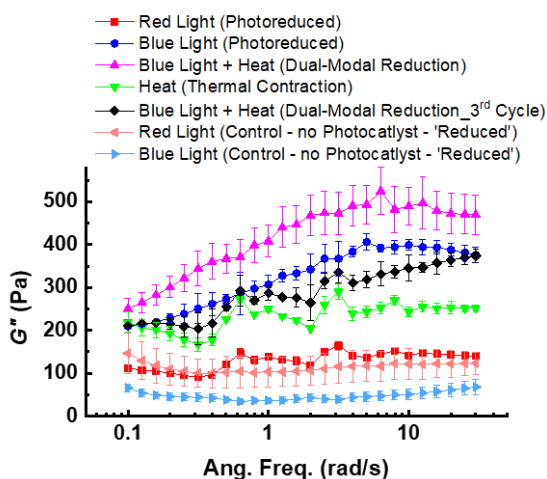 Red Light (Photoreduced)
Blue Light (Photoreduced)
Blue Light + Heat (Dual-Modal Reduction)
Heat (Thermal Contraction)
Blue Light + Heat (Dual-Modal Reduction_3rd Cycle)
Red Light (Control - no Photocatlyst - 'Reduced')
Blue Light (Control - no Photocatlyst - 'Reduced')
500
400
300
200
100
0
G″ (Pa)
0.1
1
10
Ang. Freq. (rad/s)